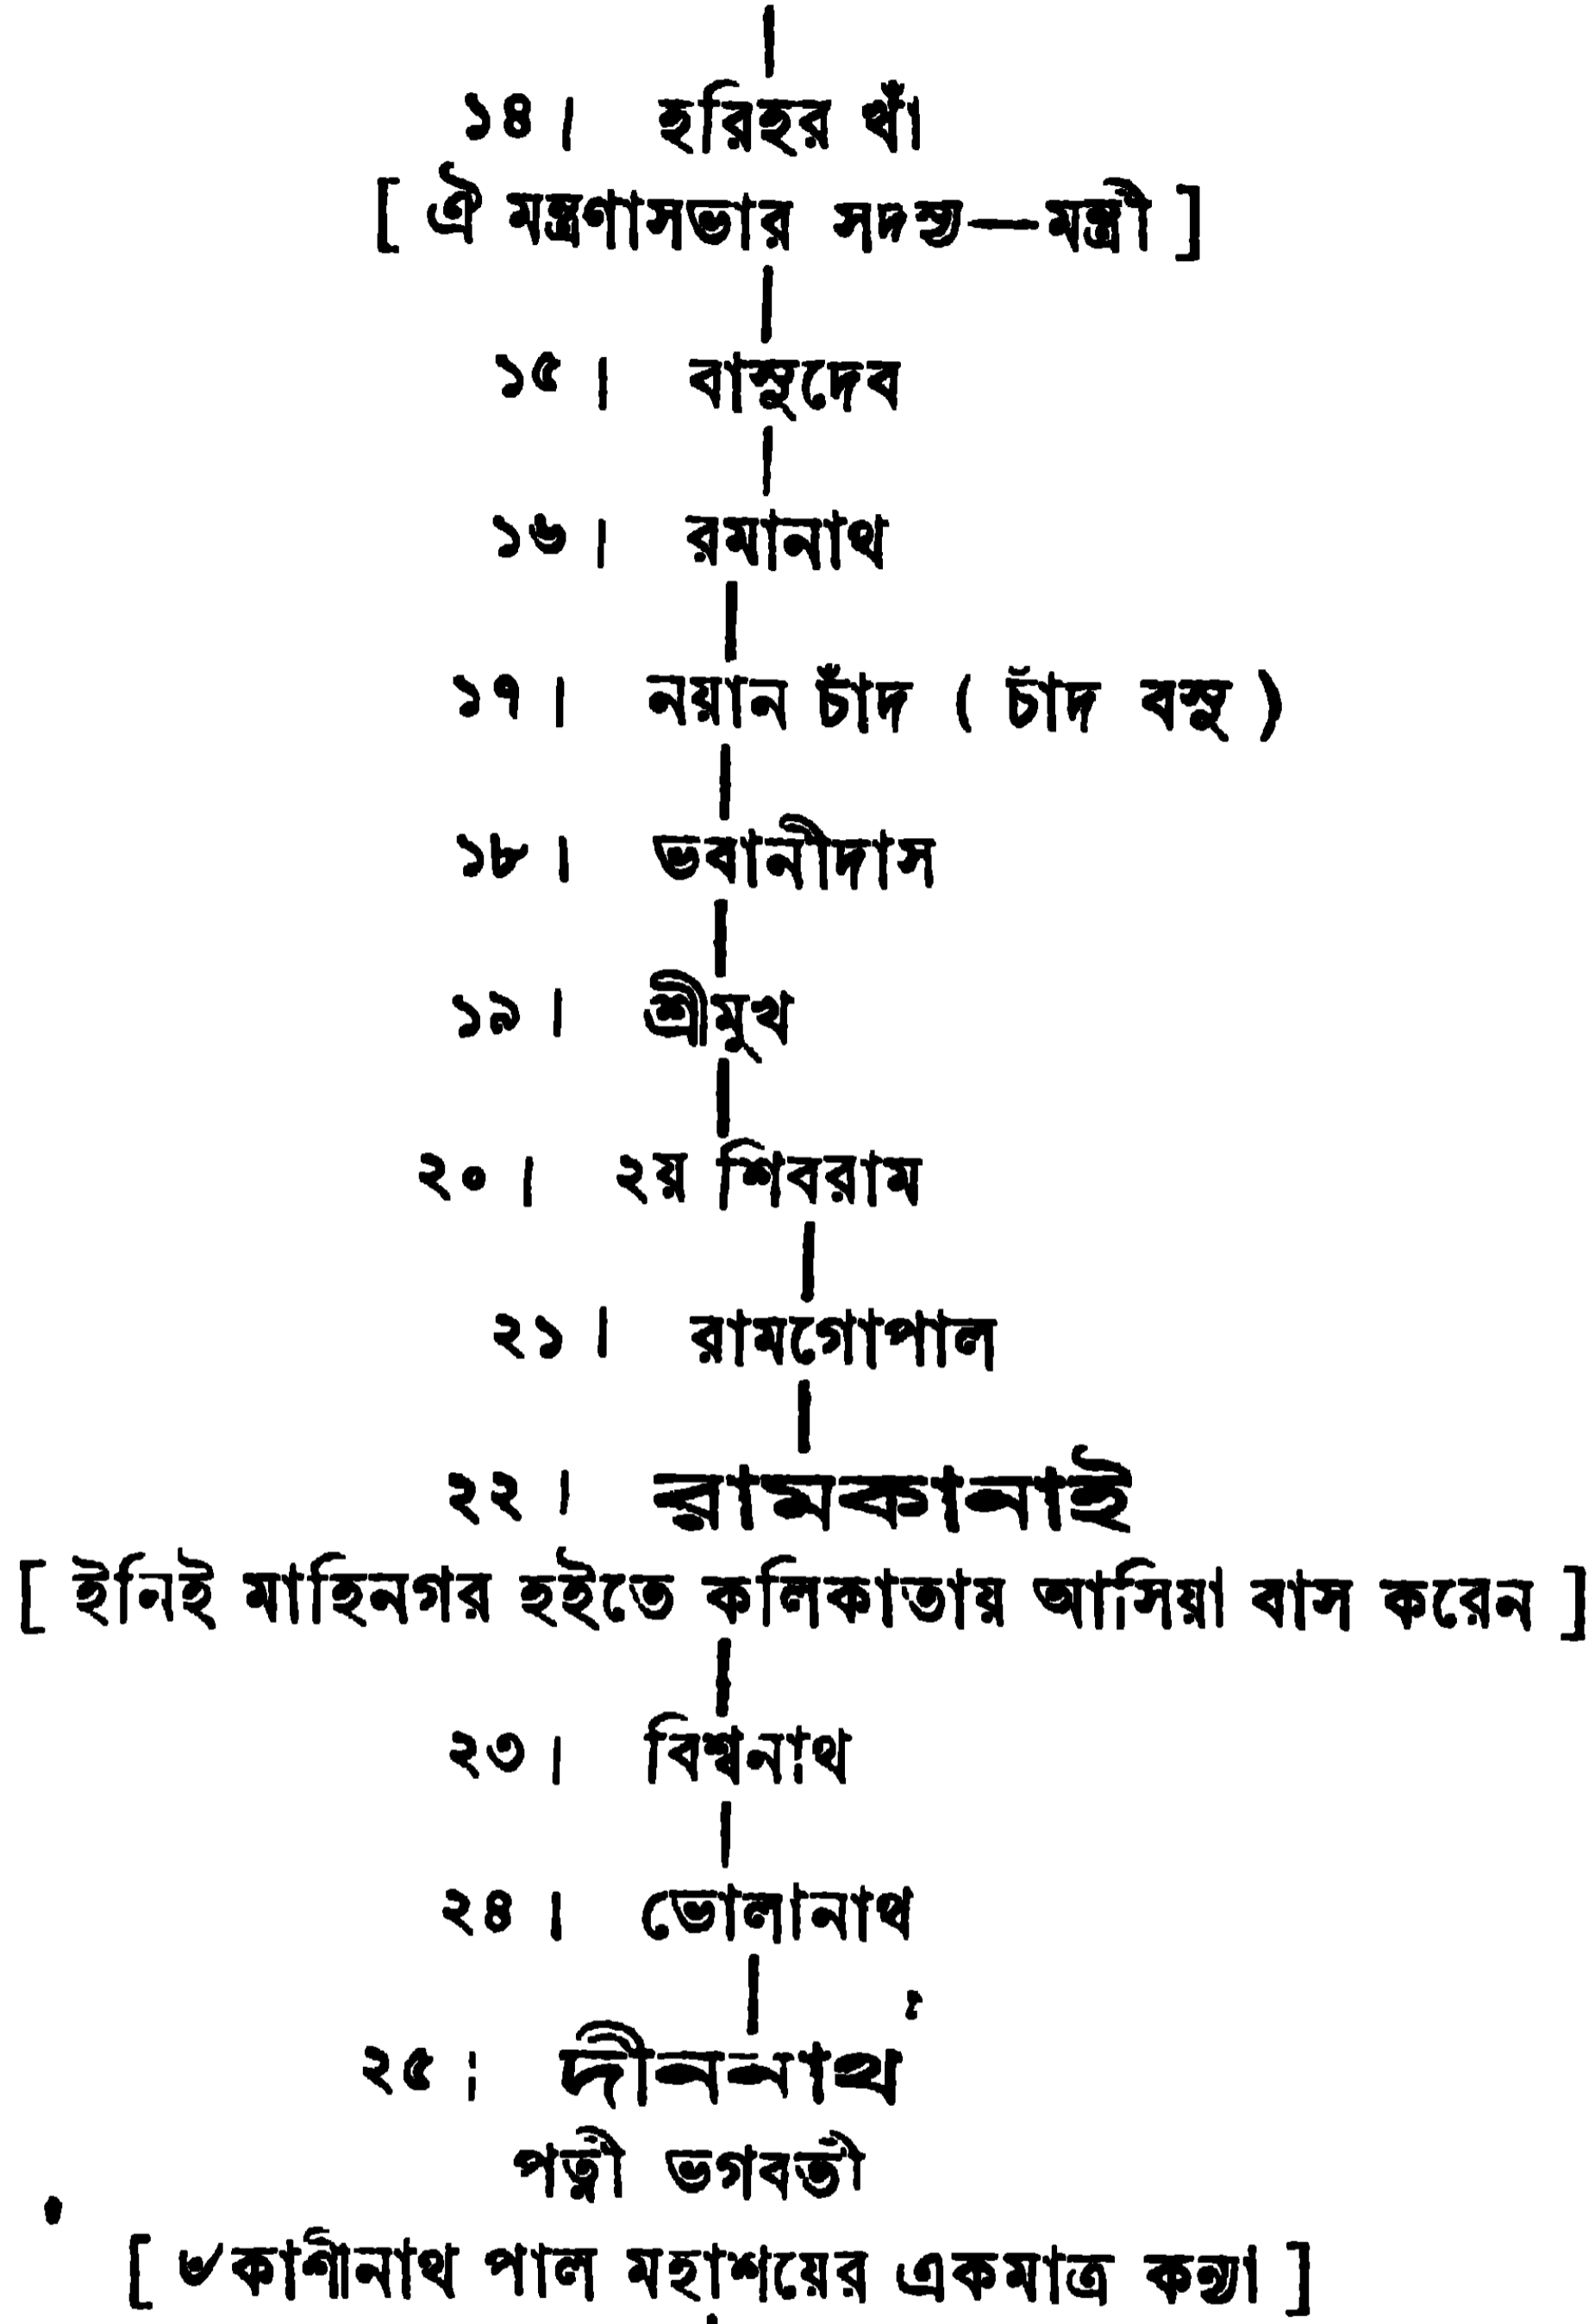 ১৪। হরিহর খাঁ
[ ঐ মন্ত্রণাসভার সদস্য—মন্ত্রী ]
১৫। বাসুদেব
১৬। রমানাথ
১৭। নয়ান চাঁদ ( চাঁদ বসু )
১৮। ভবানীদাস
১৯। শ্রীমুখ
২০। ২য় শিবরাম
২১। রামগোপাল
২২। রামকানাই
[ ইনিই মাহিনগর হইতে কলিকাতায় আসিয়া বাস করেন ]
২৩। বিশ্বনাথ
২৪। ভোলানাথ
২৫। দীননাথ
পত্নী ভগবতী
[ ৺কাশীনাথ পাল মহাশয়ের একমাত্র কন্যা ]